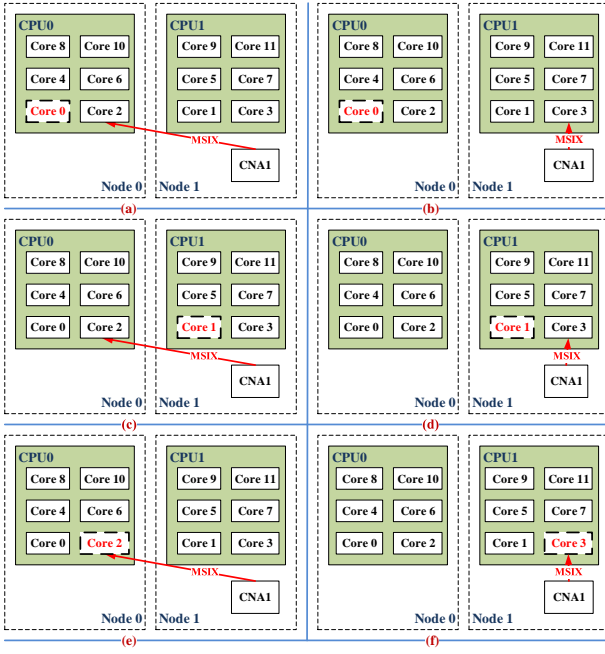 CPU0
Core 8 Core 10
Core 4 Core 6
Core 0 Core 2
Node 0
CPU1
Core 9 Core 11
Core 5 Core 7
Core 1 Core 3
MSIX
CNA1
Node 1
(a)
CPU0
Core 8 Core 10
Core 4 Core 6
Core 0 Core 2
Node 0
CPU1
Core 9 Core 11
Core 5 Core 7
Core 1 Core 3
MSIX
CNA1
Node 1
(b)
CPU0
Core 8 Core 10
Core 4 Core 6
Core 0 Core 2
Node 0
CPU1
Core 9 Core 11
Core 5 Core 7
Core 1 Core 3
MSIX
CNA1
Node 1
(c)
CPU0
Core 8 Core 10
Core 4 Core 6
Core 0 Core 2
Node 0
CPU1
Core 9 Core 11
Core 5 Core 7
Core 1 Core 3
MSIX
CNA1
Node 1
(d)
CPU0
Core 8 Core 10
Core 4 Core 6
Core 0 Core 2
Node 0
CPU1
Core 9 Core 11
Core 5 Core 7
Core 1 Core 3
MSIX
CNA1
Node 1
(e)
CPU0
Core 8 Core 10
Core 4 Core 6
Core 0 Core 2
Node 0
CPU1
Core 9 Core 11
Core 5 Core 7
Core 1 Core 3
MSIX
CNA1
Node 1
(f)